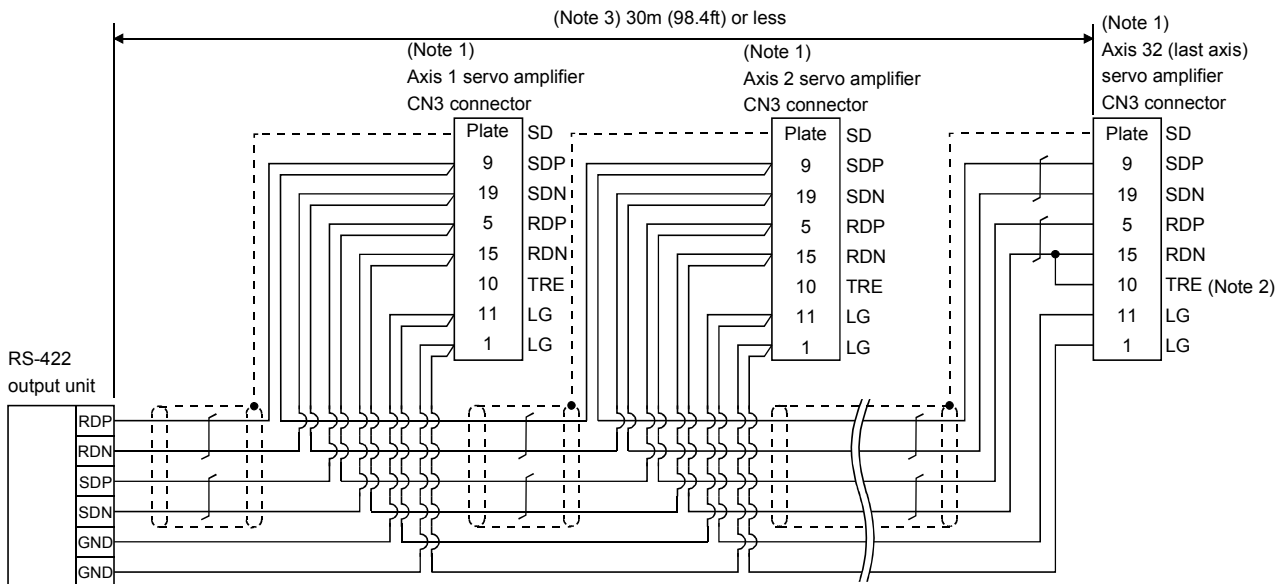 (Note 3) 30m (98.4ft) or less
(Note 1)
Axis 1 servo amplifier
CN3 connector
Plate SD
9 SDP
19 SDN
5 RDP
15 RDN
10 TRE
11 LG
1 LG
(Note 1)
Axis 2 servo amplifier
CN3 connector
Plate SD
9 SDP
19 SDN
5 RDP
15 RDN
10 TRE
11 LG
1 LG
(Note 1)
Axis 32 (last axis)
servo amplifier
CN3 connector
Plate SD
9 SDP
19 SDN
5 RDP
15 RDN
10 TRE (Note 2)
11 LG
1 LG
RS-422
output unit
RDP
RDN
SDP
SDN
GND
GND